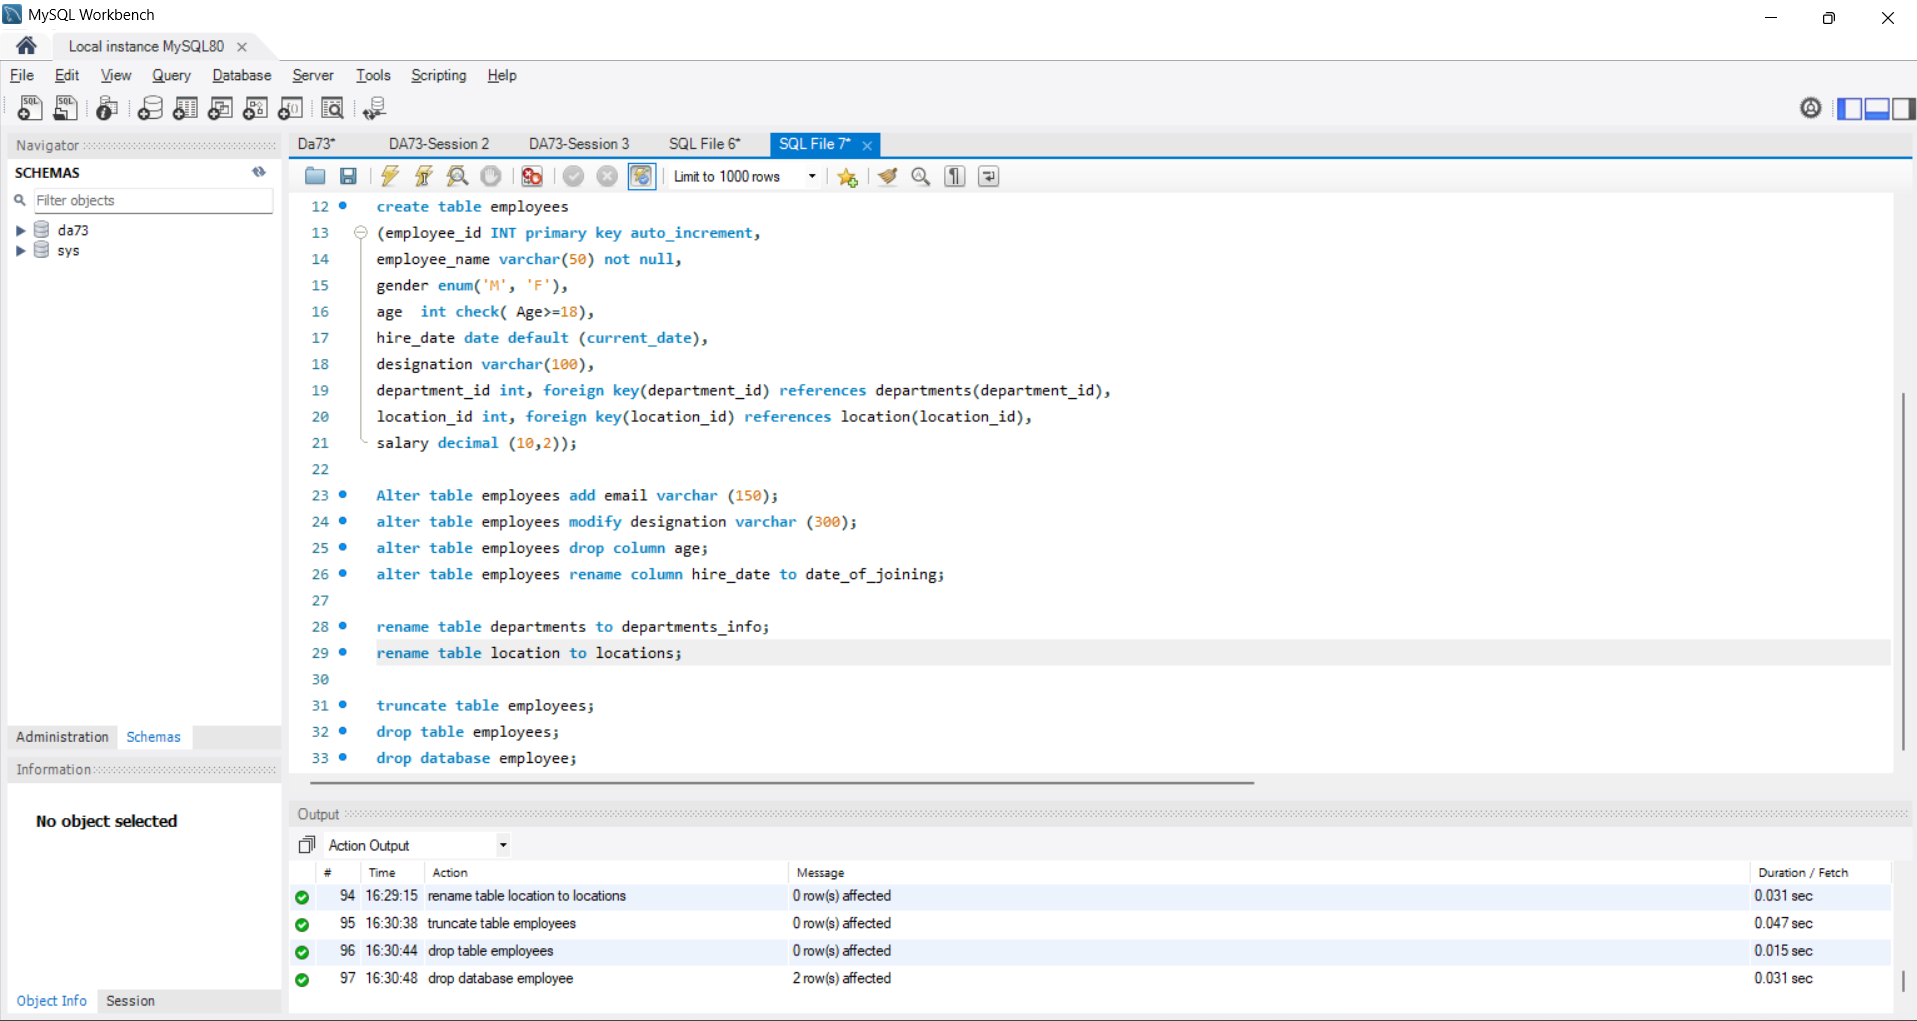 MySQL Workbench
Local instance MySQL80
File Edit View Query Database Server Tools Scripting Help
Navigator
SCHEMAS
Filter objects
da73
sys
Administration Schemas
Information
No object selected
Object Info Session
Da73* DA73-Session 2 DA73-Session 3 SQL File 6* SQL File 7*
Limit to 1000 rows
12 create table employees
13 (employee_id INT primary key auto_increment,
14 employee_name varchar(50) not null,
15 gender enum('M', 'F'),
16 age  int check( Age>=18),
17 hire_date date default (current_date),
18 designation varchar(100),
19 department_id int, foreign key(department_id) references departments(department_id),
20 location_id int, foreign key(location_id) references location(location_id),
21 salary decimal (10,2));
22
23 Alter table employees add email varchar (150);
24 alter table employees modify designation varchar (300);
25 alter table employees drop column age;
26 alter table employees rename column hire_date to date_of_joining;
27
28 rename table departments to departments_info;
29 rename table location to locations;
30
31 truncate table employees;
32 drop table employees;
33 drop database employee;
Output
Action Output
# Time Action Message Duration / Fetch
94 16:29:15 rename table location to locations 0 row(s) affected 0.031 sec
95 16:30:38 truncate table employees 0 row(s) affected 0.047 sec
96 16:30:44 drop table employees 0 row(s) affected 0.015 sec
97 16:30:48 drop database employee 2 row(s) affected 0.031 sec